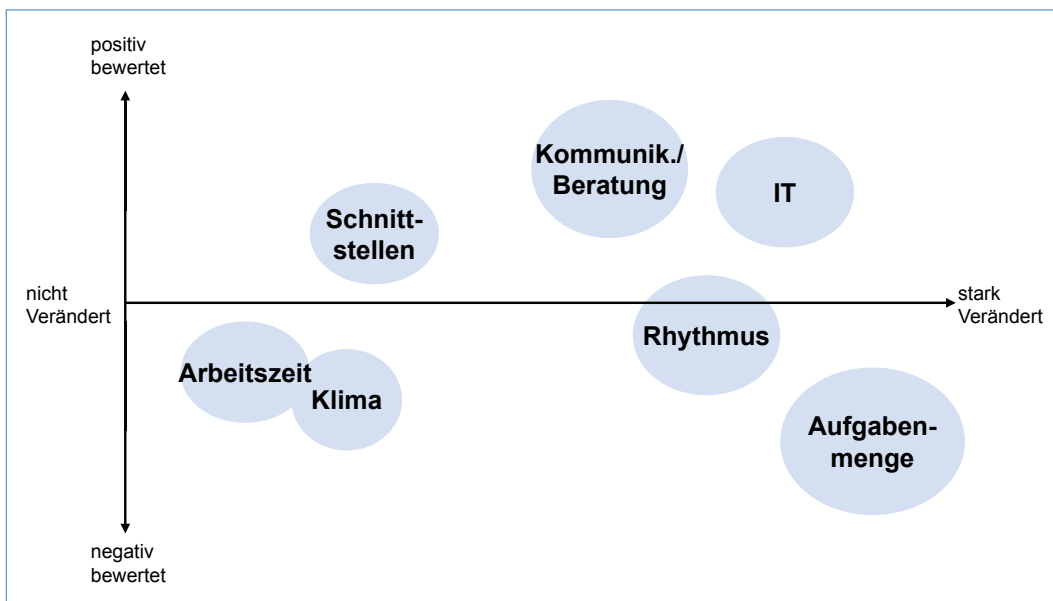 positiv
bewertet
Kommunik./
Beratung
IT
Schnitt-
stellen
nicht
Verändert
stark
Verändert
Rhythmus
Arbeitszeit
Klima
Aufgaben-
menge
negativ
bewertet